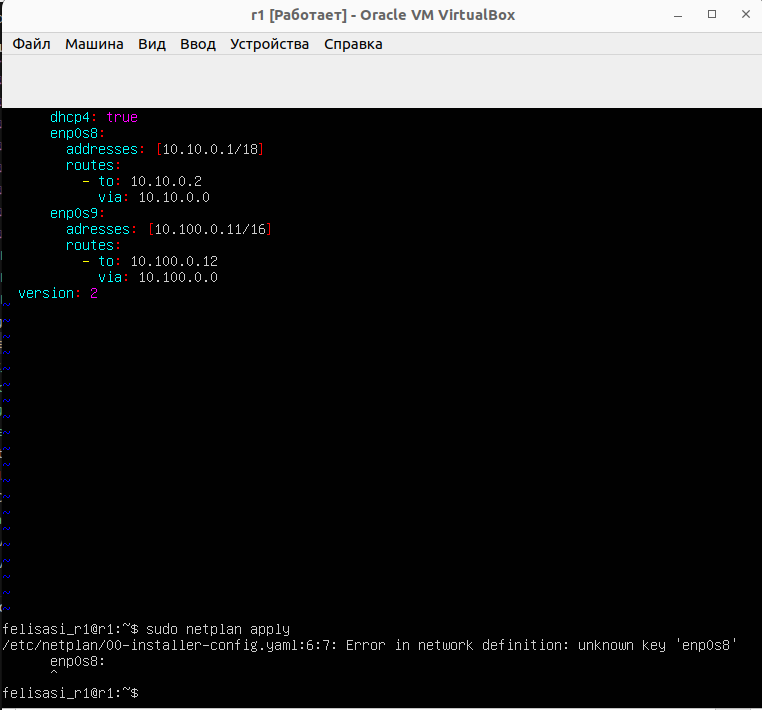 r1 [Работает] - Oracle VM VirtualBox
Файл Машина Вид Ввод Устройства Справка
dhcp4: true
enp0s8:
addresses: [10.10.0.1/18]
routes:
- to: 10.10.0.2
via: 10.10.0.0
enp0s9:
adresses: [10.100.0.11/16]
routes:
- to: 10.100.0.12
via: 10.100.0.0
version: 2
felisasi_r1@r1:~$ sudo netplan apply
/etc/netplan/00-installer-config.yaml:6:7: Error in network definition: unknown key 'enp0s8'
enp0s8:
^
felisasi_r1@r1:~$